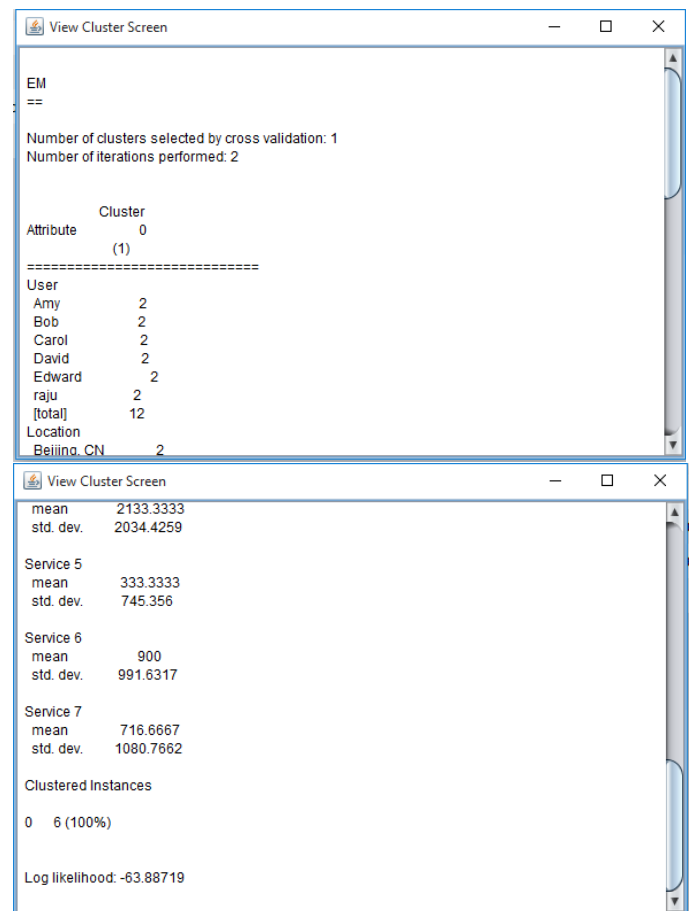 View Cluster Screen
EM
==
Number of clusters selected by cross validation: 1
Number of iterations performed: 2
Cluster
Attribute 0
(1)
=============================
User
Amy 2
Bob 2
Carol 2
David 2
Edward 2
raju 2
[total] 12
Location
Beijing, CN 2
View Cluster Screen
mean 2133.3333
std. dev. 2034.4259
Service 5
mean 333.3333
std. dev. 745.356
Service 6
mean 900
std. dev. 991.6317
Service 7
mean 716.6667
std. dev. 1080.7662
Clustered Instances
0 6 (100%)
Log likelihood: -63.88719